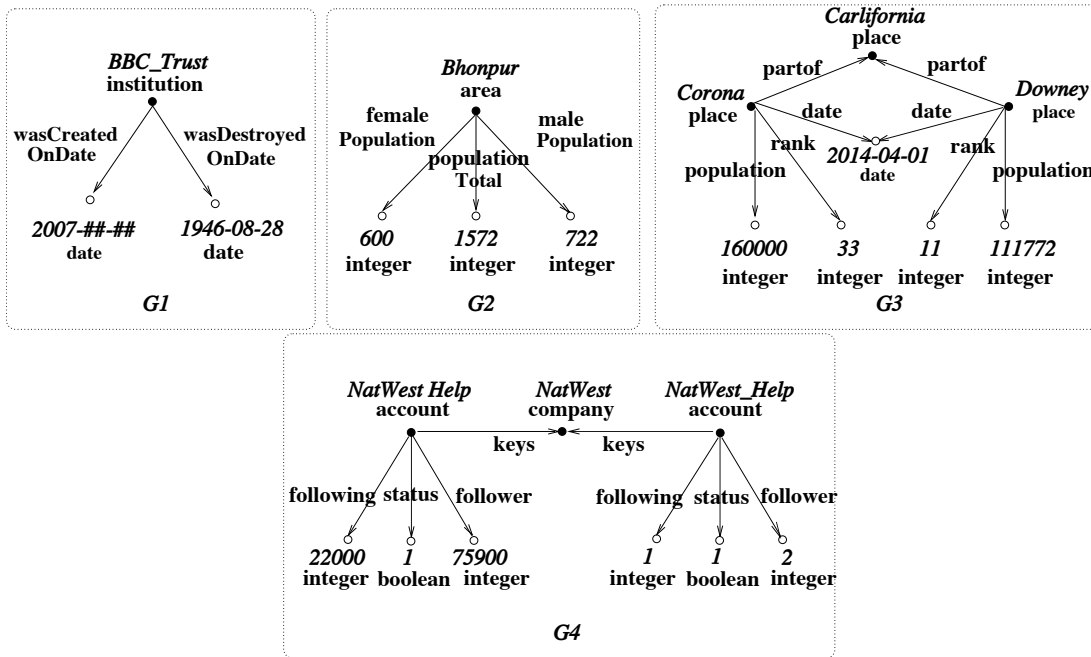 BBC_Trust
institution
wasCreated
OnDate
wasDestroyed
OnDate
2007-##-##
date
1946-08-28
date
G1
Bhonpur
area
female
Population
population
Total
male
Population
600
integer
1572
integer
722
integer
G2
Carlifornia
place
partof
partof
Corona
place
Downey
place
date
date
2014-04-01
date
rank
rank
population
population
160000
integer
33
integer
11
integer
111772
integer
G3
NatWest Help
account
NatWest
company
NatWest_Help
account
keys
keys
following
status
follower
following
status
follower
22000
integer
1
boolean
75900
integer
1
integer
1
boolean
2
integer
G4